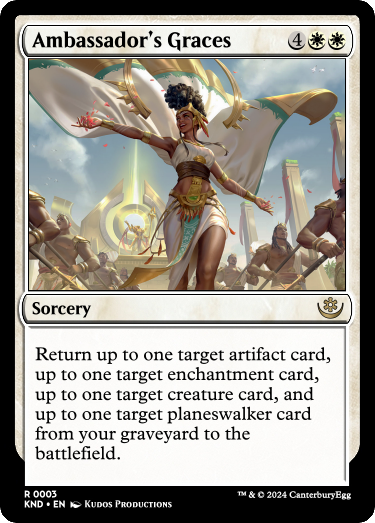 Ambassador's Graces 4
Sorcery
Return up to one target artifact card,
up to one target enchantment card,
up to one target creature card, and
up to one target planeswalker card
from your graveyard to the
battlefield.
R 0003
KND • EN Kudos Productions
™ & © 2024 CanterburyEgg